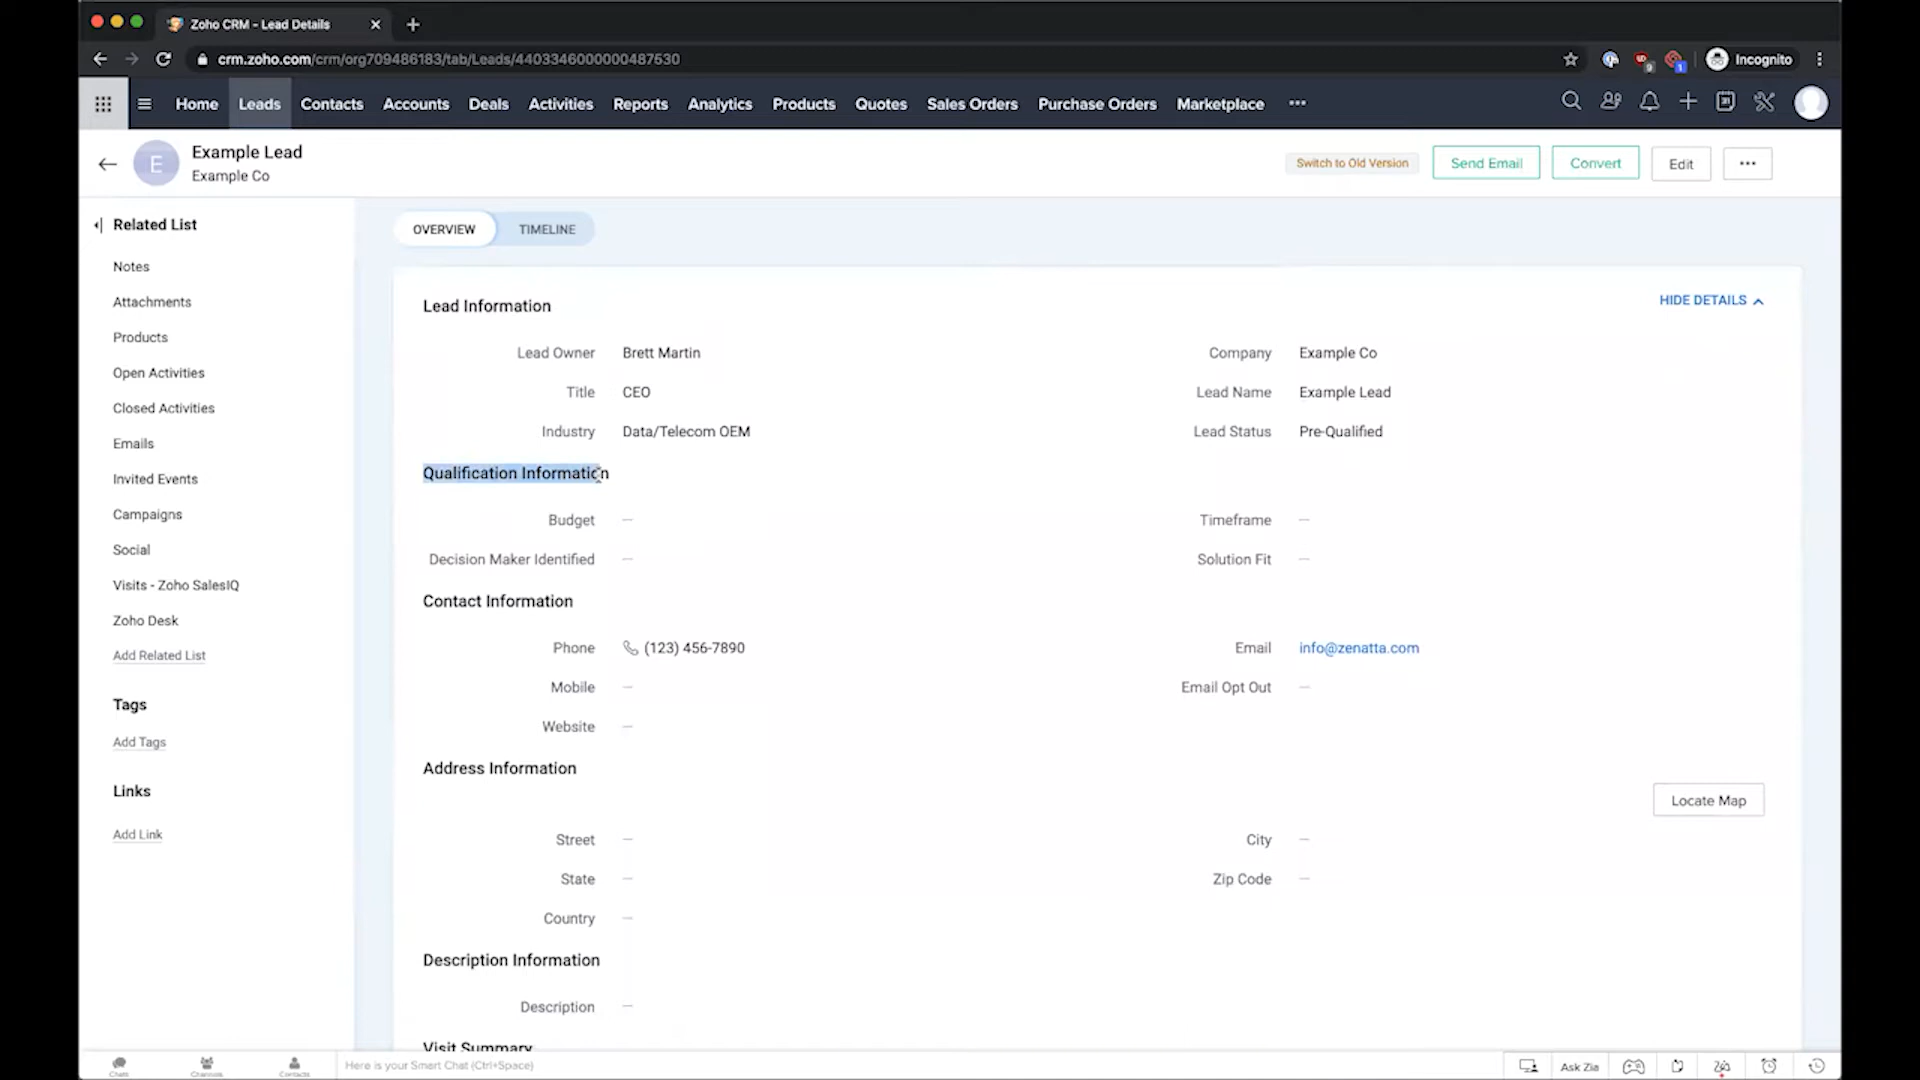 Zoho CRM - Lead Details
crm.zoho.com/crm/org709486183/tab/Leads/4403346000000487530
9
1
Incognito
Home Leads Contacts Accounts Deals Activities Reports Analytics Products Quotes Sales Orders Purchase Orders Marketplace
E
Example Lead
Example Co
Switch to Old Version
Send Email
Convert
Edit
Related List
Notes
Attachments
Products
Open Activities
Closed Activities
Emails
Invited Events
Campaigns
Social
Visits - Zoho SalesIQ
Zoho Desk
Add Related List
Tags
Add Tags
Links
Add Link
OVERVIEW TIMELINE
Lead Information
HIDE DETAILS
Lead Owner Brett Martin Company Example Co
Title CEO Lead Name Example Lead
Industry Data/Telecom OEM Lead Status Pre-Qualified
Qualification Information
Budget — Timeframe —
Decision Maker Identified — Solution Fit —
Contact Information
Phone (123) 456-7890 Email info@zenatta.com
Mobile — Email Opt Out —
Website —
Address Information
Locate Map
Street — City —
State — Zip Code —
Country —
Description Information
Description —
Visit Summary
Chats Channels Contacts
Here is your Smart Chat (Ctrl+Space)
Ask Zia